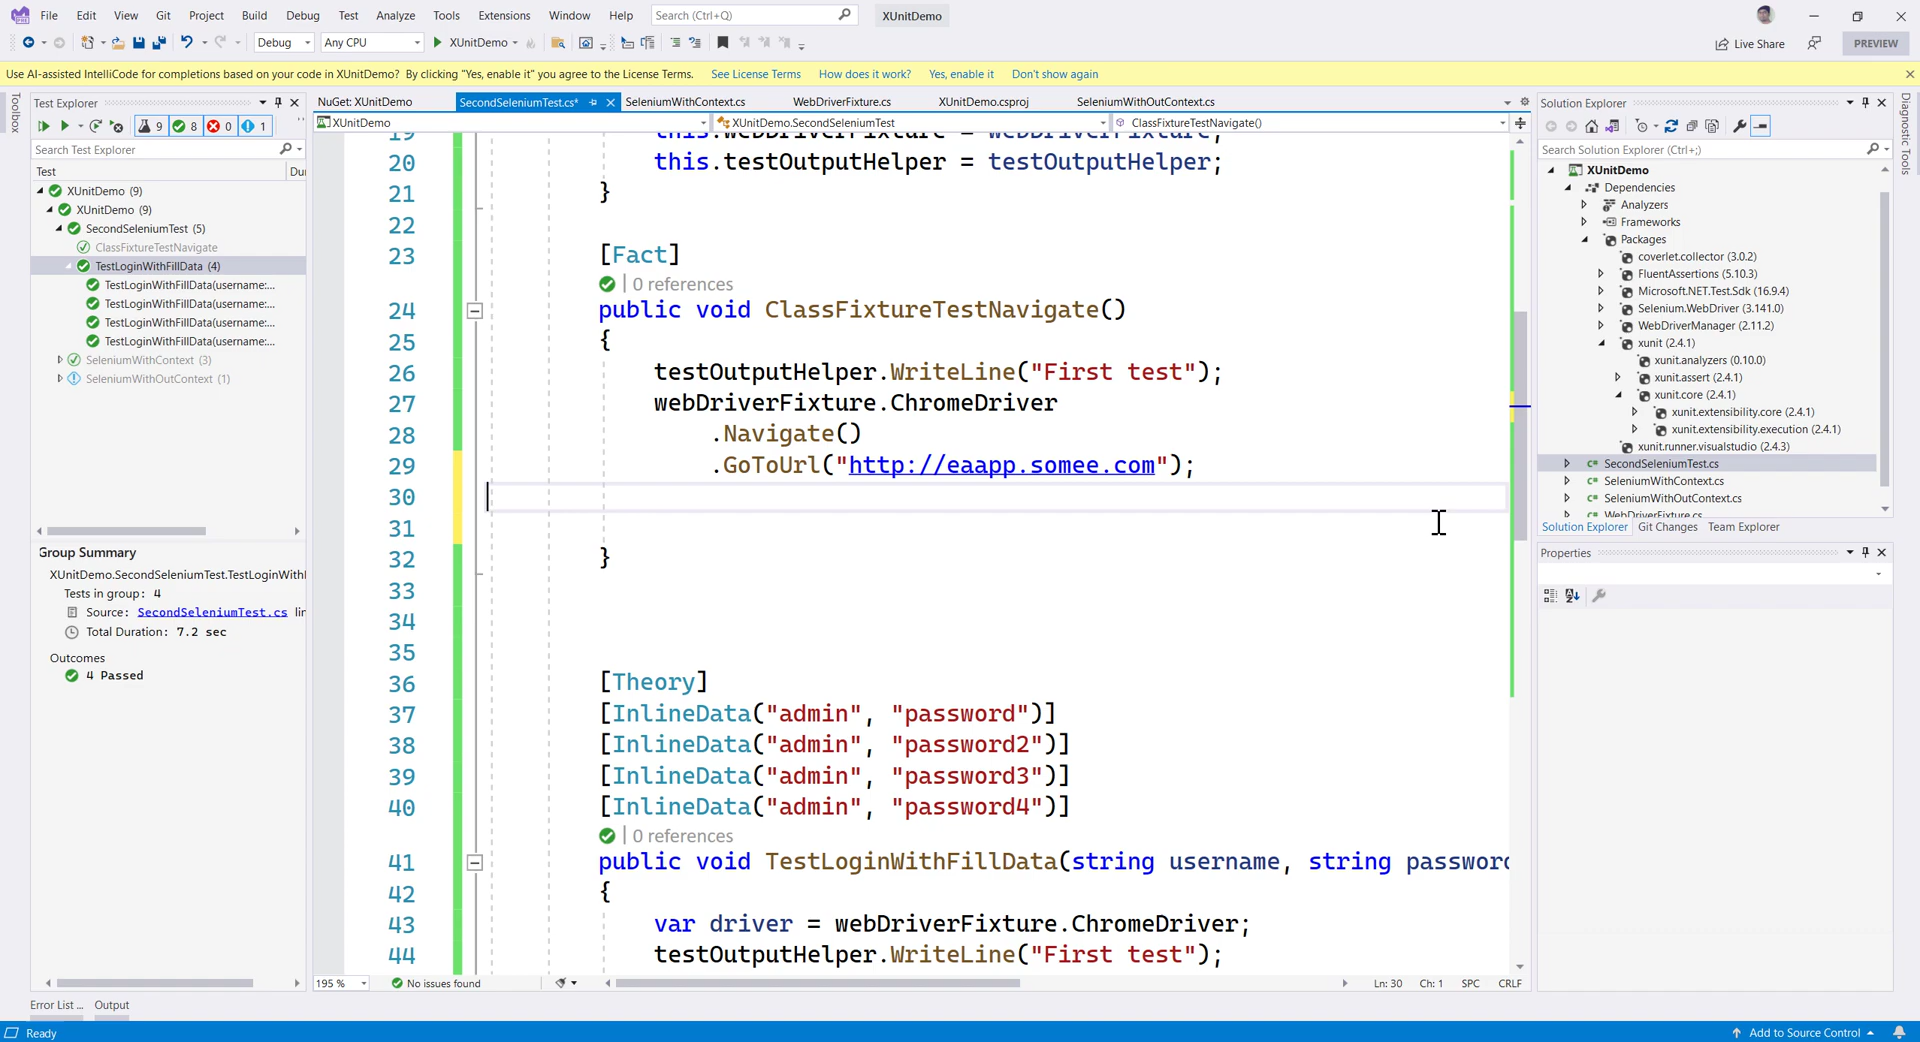 File Edit View Git Project Build Debug Test Analyze Tools Extensions Window Help Search (Ctrl+Q) XUnitDemo
Debug Any CPU XUnitDemo Live Share PREVIEW
Use AI-assisted IntelliCode for completions based on your code in XUnitDemo? By clicking "Yes, enable it" you agree to the License Terms. See License Terms How does it work? Yes, enable it Don't show again
Toolbox
Test Explorer
9 8 0 1
Search Test Explorer
Test Du
XUnitDemo (9)
XUnitDemo (9)
SecondSeleniumTest (5)
ClassFixtureTestNavigate
TestLoginWithFillData (4)
TestLoginWithFillData(username:...
TestLoginWithFillData(username:...
TestLoginWithFillData(username:...
TestLoginWithFillData(username:...
SeleniumWithContext (3)
SeleniumWithOutContext (1)
Group Summary
XUnitDemo.SecondSeleniumTest.TestLoginWithF
Tests in group: 4
Source: SecondSeleniumTest.cs lin
Total Duration: 7.2 sec
Outcomes
4 Passed
NuGet: XUnitDemo SecondSeleniumTest.cs* SeleniumWithContext.cs WebDriverFixture.cs XUnitDemo.csproj SeleniumWithOutContext.cs
XUnitDemo XUnitDemo.SecondSeleniumTest ClassFixtureTestNavigate()
19 this.webDriverFixture = webDriverFixture;
20 this.testOutputHelper = testOutputHelper;
21 }
22
23 [Fact]
0 references
24 public void ClassFixtureTestNavigate()
25 {
26 testOutputHelper.WriteLine("First test");
27 webDriverFixture.ChromeDriver
28 .Navigate()
29 .GoToUrl("http://eaapp.somee.com");
30
31
32 }
33
34
35
36 [Theory]
37 [InlineData("admin", "password")]
38 [InlineData("admin", "password2")]
39 [InlineData("admin", "password3")]
40 [InlineData("admin", "password4")]
0 references
41 public void TestLoginWithFillData(string username, string passwor
42 {
43 var driver = webDriverFixture.ChromeDriver;
44 testOutputHelper.WriteLine("First test");
195 % No issues found Ln: 30 Ch: 1 SPC CRLF
Solution Explorer
Search Solution Explorer (Ctrl+;)
XUnitDemo
Dependencies
Analyzers
Frameworks
Packages
coverlet.collector (3.0.2)
FluentAssertions (5.10.3)
Microsoft.NET.Test.Sdk (16.9.4)
Selenium.WebDriver (3.141.0)
WebDriverManager (2.11.2)
xunit (2.4.1)
xunit.analyzers (0.10.0)
xunit.assert (2.4.1)
xunit.core (2.4.1)
xunit.extensibility.core (2.4.1)
xunit.extensibility.execution (2.4.1)
xunit.runner.visualstudio (2.4.3)
SecondSeleniumTest.cs
SeleniumWithContext.cs
SeleniumWithOutContext.cs
WebDriverFixture.cs
Solution Explorer Git Changes Team Explorer
Properties
Diagnostic Tools
Error List ... Output
Ready Add to Source Control